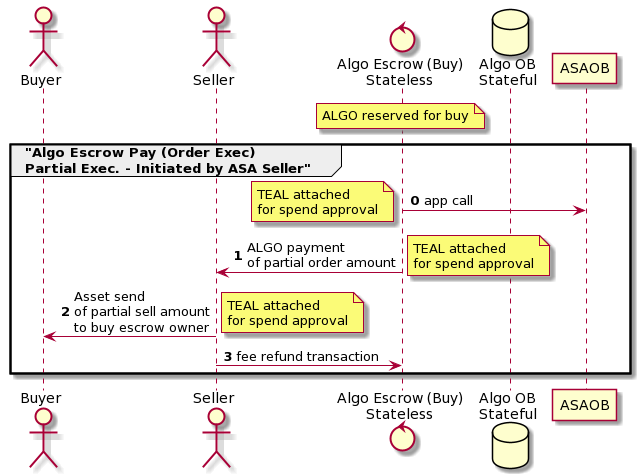 Buyer
Seller
Algo Escrow (Buy)
Stateless
Algo OB
Stateful
ASAOB
ALGO reserved for buy
"Algo Escrow Pay (Order Exec)
Partial Exec. - Initiated by ASA Seller"
TEAL attached
for spend approval
0 app call
ALGO payment
1 of partial order amount
TEAL attached
for spend approval
Asset send
2 of partial sell amount
to buy escrow owner
TEAL attached
for spend approval
3 fee refund transaction
Buyer
Seller
Algo Escrow (Buy)
Stateless
Algo OB
Stateful
ASAOB